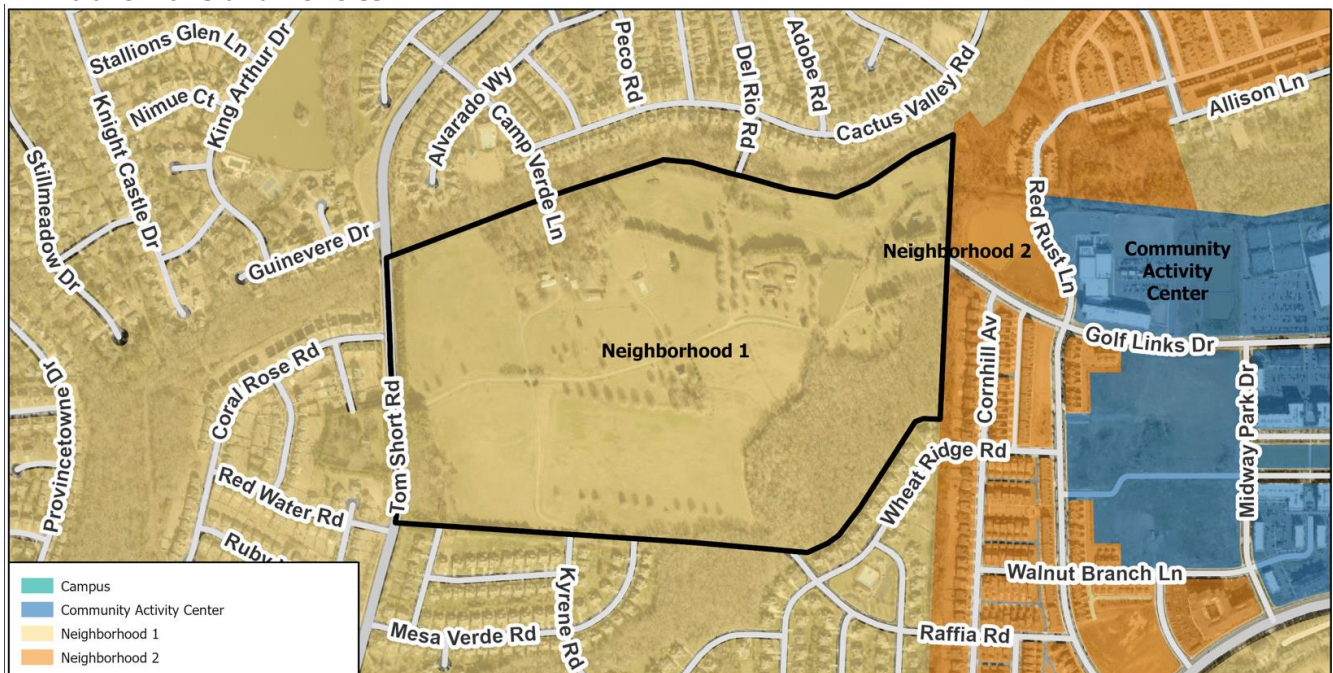 Stallions Glen Ln
King Arthur Dr
Nimue Ct
Knight Castle Dr
Stillmeadow Dr
Guinevere Dr
Provincetowne Dr
Alvarado Wy
Camp Verde Ln
Peco Rd
Del Rio Rd
Adobe Rd
Cactus Valley Rd
Allison Ln
Red Rust Ln
Neighborhood 2
Community
Activity
Center
Golf Links Dr
Cornhill Av
Midway Park Dr
Neighborhood 1
Tom Short Rd
Coral Rose Rd
Red Water Rd
Wheat Ridge Rd
Walnut Branch Ln
Raffia Rd
Kyrene Rd
Mesa Verde Rd
Ruby
Campus
Community Activity Center
Neighborhood 1
Neighborhood 2